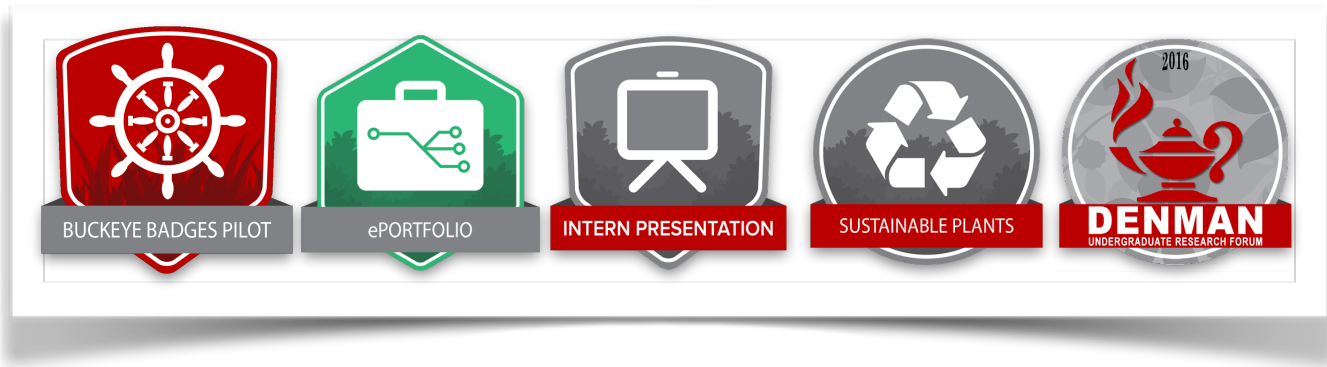 BUCKEYE BADGES PILOT
ePORTFOLIO
INTERN PRESENTATION
SUSTAINABLE PLANTS
2016
DENMAN
UNDERGRADUATE RESEARCH FORUM